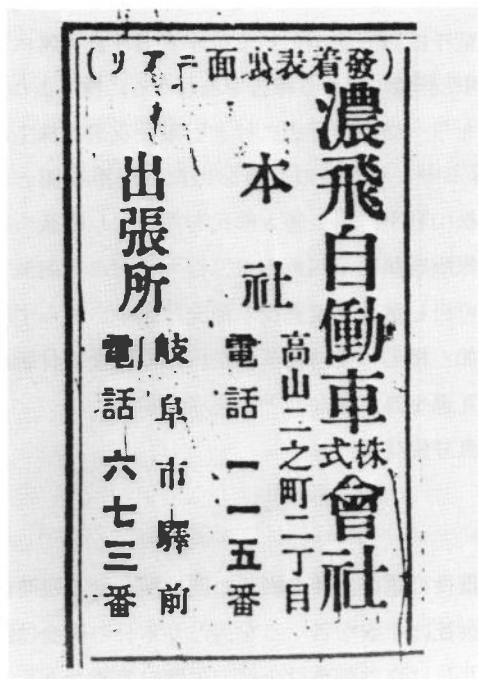 (發着表裏面ニアリ)
濃飛自働車株式會社
本社
高山二之町二丁目
電話一一五番
出張所
岐阜市驛前
電話六七三番